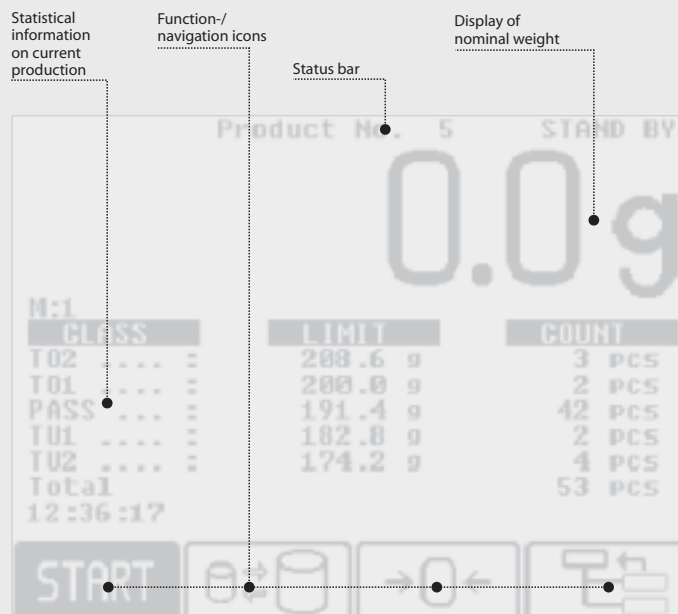 Statistical
information
on current
production
Function-/
navigation icons
Status bar
Display of
nominal weight
Product No. 5 STAND BY
0.0 g
M:1
CLASS LIMIT COUNT
TO2 .... : 208.6 g 3 pcs
TO1 .... : 200.0 g 2 pcs
PASS .... : 191.4 g 42 pcs
TU1 .... : 182.8 g 2 pcs
TU2 .... : 174.2 g 4 pcs
Total 53 pcs
12:36:17
START →0←